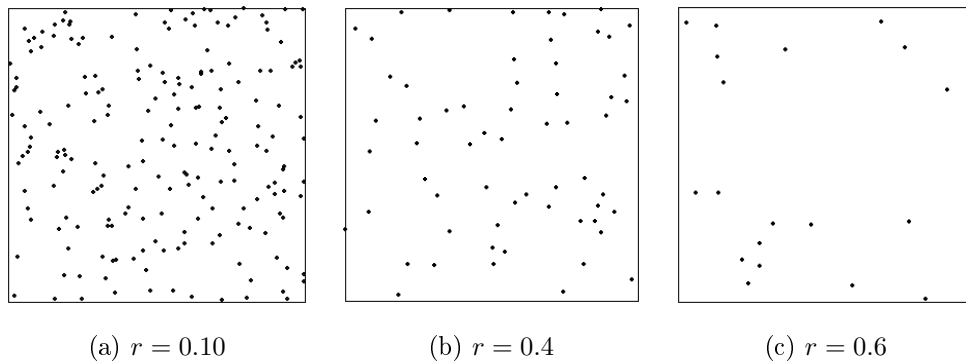 (a) r = 0.10 (b) r = 0.4 (c) r = 0.6